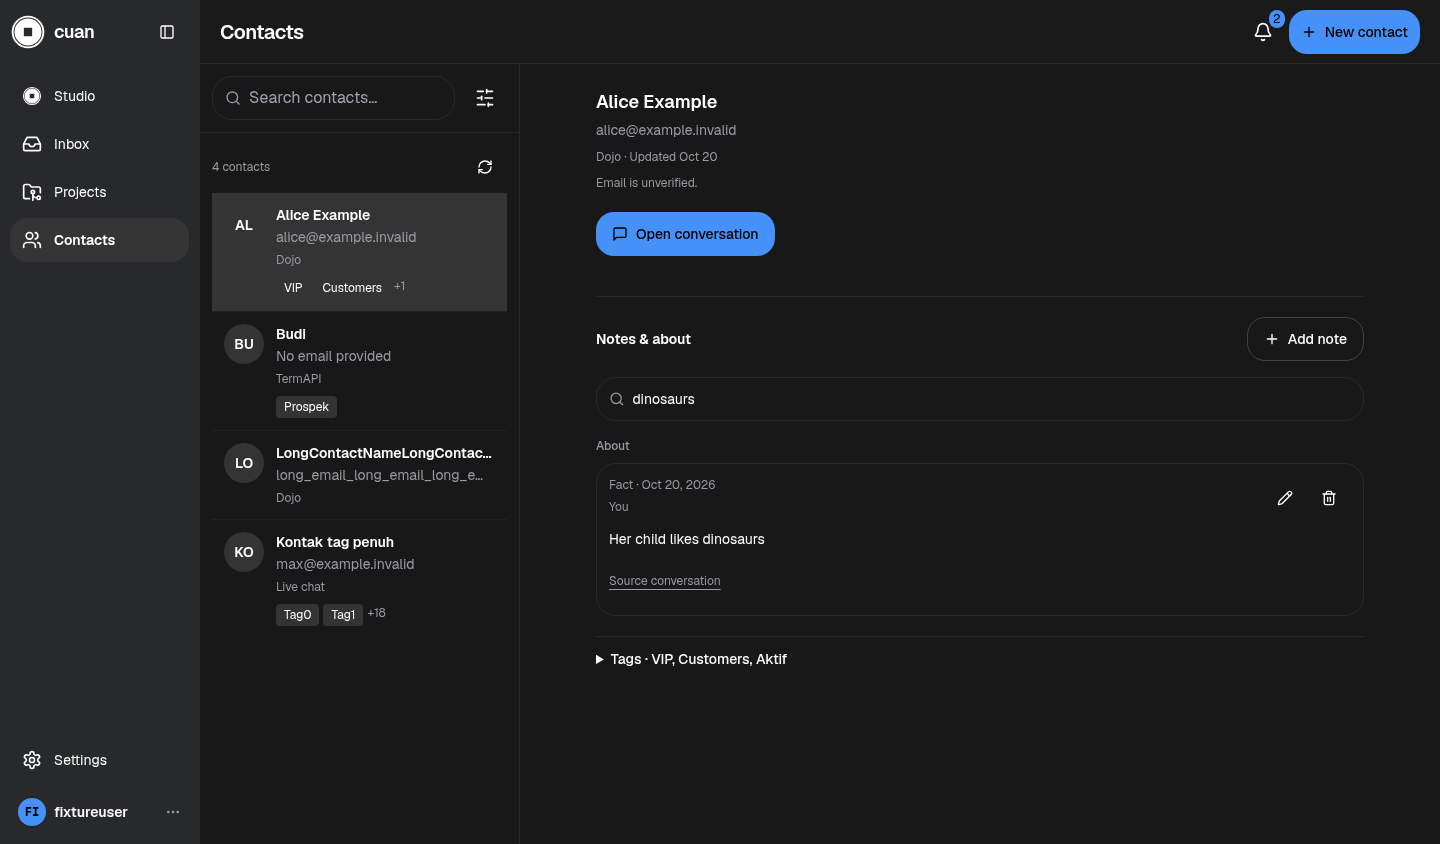 cuan
Studio
Inbox
Projects
Contacts
Settings
FI
fixtureuser
Contacts
2
New contact
Search contacts...
4 contacts
AL
Alice Example
alice@example.invalid
Dojo
VIP Customers +1
BU
Budi
No email provided
TermAPI
Prospek
LO
LongContactNameLongContac...
long_email_long_email_long_e...
Dojo
KO
Kontak tag penuh
max@example.invalid
Live chat
Tag0 Tag1 +18
Alice Example
alice@example.invalid
Dojo · Updated Oct 20
Email is unverified.
Open conversation
Notes & about
Add note
dinosaurs
About
Fact · Oct 20, 2026
You
Her child likes dinosaurs
Source conversation
Tags · VIP, Customers, Aktif